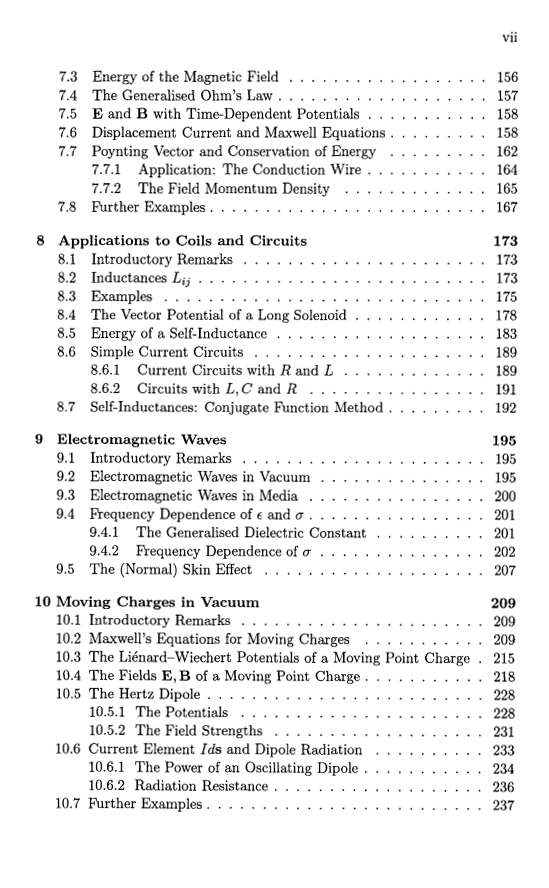 vii
7.3 Energy of the Magnetic Field . . . . . . . . . . . . . . . . . . 156
7.4 The Generalised Ohm's Law . . . . . . . . . . . . . . . . . . . 157
7.5 E and B with Time-Dependent Potentials . . . . . . . . . . . 158
7.6 Displacement Current and Maxwell Equations . . . . . . . . . 158
7.7 Poynting Vector and Conservation of Energy . . . . . . . . . 162
7.7.1 Application: The Conduction Wire . . . . . . . . . . . 164
7.7.2 The Field Momentum Density . . . . . . . . . . . . . 165
7.8 Further Examples . . . . . . . . . . . . . . . . . . . . . . . . . 167
8 Applications to Coils and Circuits 173
8.1 Introductory Remarks . . . . . . . . . . . . . . . . . . . . . . 173
8.2 Inductances L_{ij} . . . . . . . . . . . . . . . . . . . . . . . . . . 173
8.3 Examples . . . . . . . . . . . . . . . . . . . . . . . . . . . . . 175
8.4 The Vector Potential of a Long Solenoid . . . . . . . . . . . . 178
8.5 Energy of a Self-Inductance . . . . . . . . . . . . . . . . . . . 183
8.6 Simple Current Circuits . . . . . . . . . . . . . . . . . . . . . 189
8.6.1 Current Circuits with R and L . . . . . . . . . . . . . 189
8.6.2 Circuits with L, C and R . . . . . . . . . . . . . . . . 191
8.7 Self-Inductances: Conjugate Function Method . . . . . . . . . 192
9 Electromagnetic Waves 195
9.1 Introductory Remarks . . . . . . . . . . . . . . . . . . . . . . 195
9.2 Electromagnetic Waves in Vacuum . . . . . . . . . . . . . . . 195
9.3 Electromagnetic Waves in Media . . . . . . . . . . . . . . . . 200
9.4 Frequency Dependence of ϵ and σ . . . . . . . . . . . . . . . . 201
9.4.1 The Generalised Dielectric Constant . . . . . . . . . . 201
9.4.2 Frequency Dependence of σ . . . . . . . . . . . . . . . 202
9.5 The (Normal) Skin Effect . . . . . . . . . . . . . . . . . . . . 207
10 Moving Charges in Vacuum 209
10.1 Introductory Remarks . . . . . . . . . . . . . . . . . . . . . . 209
10.2 Maxwell's Equations for Moving Charges . . . . . . . . . . . 209
10.3 The Liénard–Wiechert Potentials of a Moving Point Charge . 215
10.4 The Fields E, B of a Moving Point Charge . . . . . . . . . . . 218
10.5 The Hertz Dipole . . . . . . . . . . . . . . . . . . . . . . . . . 228
10.5.1 The Potentials . . . . . . . . . . . . . . . . . . . . . . 228
10.5.2 The Field Strengths . . . . . . . . . . . . . . . . . . . 231
10.6 Current Element Ids and Dipole Radiation . . . . . . . . . . 233
10.6.1 The Power of an Oscillating Dipole . . . . . . . . . . . 234
10.6.2 Radiation Resistance . . . . . . . . . . . . . . . . . . . 236
10.7 Further Examples . . . . . . . . . . . . . . . . . . . . . . . . . 237